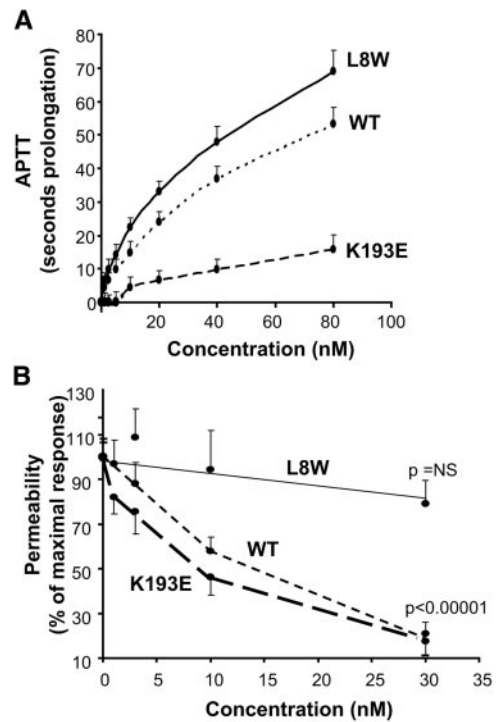 A
APTT
(seconds prolongation)
80
70
60
50
40
30
20
10
0
L8W
WT
K193E
20
40
60
80
100
Concentration (nM)
B
Permeability
(% of maximal response)
130
110
90
70
50
30
10
L8W
p =NS
WT
K193E
p<0.00001
0
5
10
15
20
25
30
35
Concentration (nM)